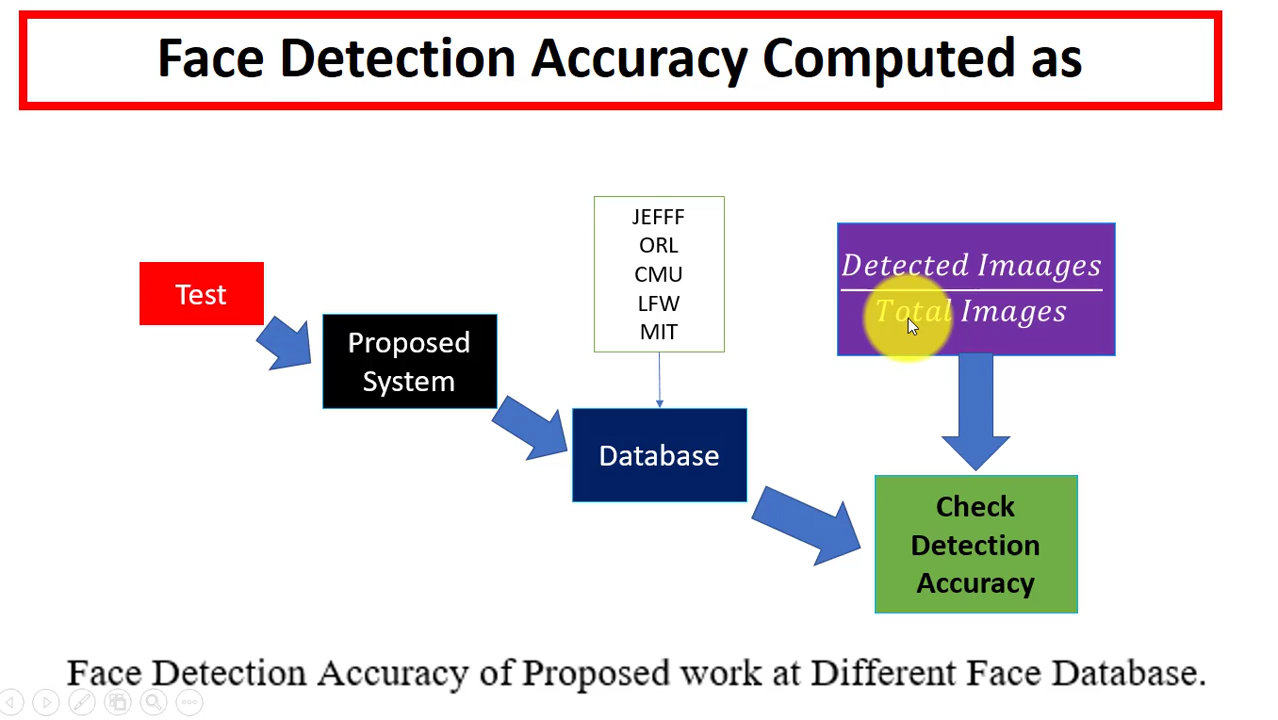 Face Detection Accuracy Computed as
Test
Proposed
System
JEFFF
ORL
CMU
LFW
MIT
Database
Detected Imaages
Total Images
Check
Detection
Accuracy
Face Detection Accuracy of Proposed work at Different Face Database.